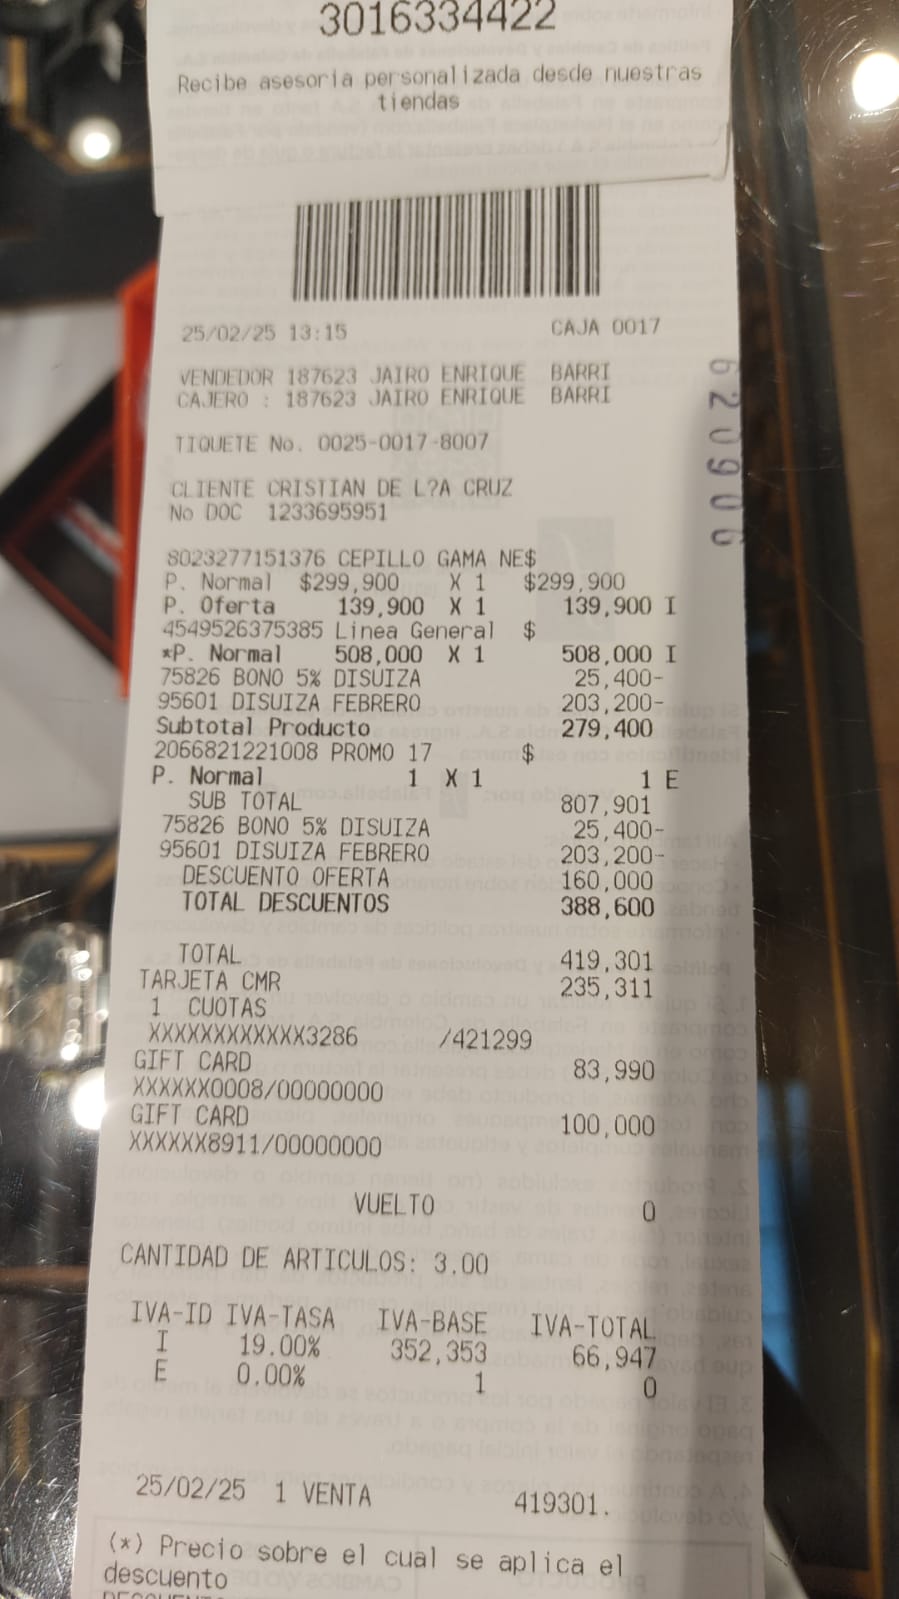 3016334422
Recibe asesoria personalizada desde nuestras
tiendas
25/02/25 13:15 CAJA 0017
VENDEDOR 187623 JAIRO ENRIQUE BARRI
CAJERO : 187623 JAIRO ENRIQUE BARRI
620906
TIQUETE No. 0025-0017-8007
CLIENTE CRISTIAN DE L?A CRUZ
No DOC 1233695951
8023277151376 CEPILLO GAMA NE$
P. Normal $299,900 X 1 $299,900
P. Oferta 139,900 X 1 139,900 I
4549526375385 Linea General $
*P. Normal 508,000 X 1 508,000 I
75826 BONO 5% DISUIZA 25,400-
95601 DISUIZA FEBRERO 203,200-
Subtotal Producto 279,400
2066821221008 PROMO 17 $
P. Normal 1 X 1 1 E
SUB TOTAL 807,901
75826 BONO 5% DISUIZA 25,400-
95601 DISUIZA FEBRERO 203,200-
DESCUENTO OFERTA 160,000
TOTAL DESCUENTOS 388,600
TOTAL 419,301
TARJETA CMR 235,311
1 CUOTAS
XXXXXXXXXXXX3286 /421299
GIFT CARD 83,990
XXXXXX0008/00000000
GIFT CARD 100,000
XXXXXX8911/00000000
VUELTO 0
CANTIDAD DE ARTICULOS: 3.00
IVA-ID IVA-TASA IVA-BASE IVA-TOTAL
I 19.00% 352,353 66,947
E 0.00% 1 0
25/02/25 1 VENTA 419301.
(*) Precio sobre el cual se aplica el
descuento